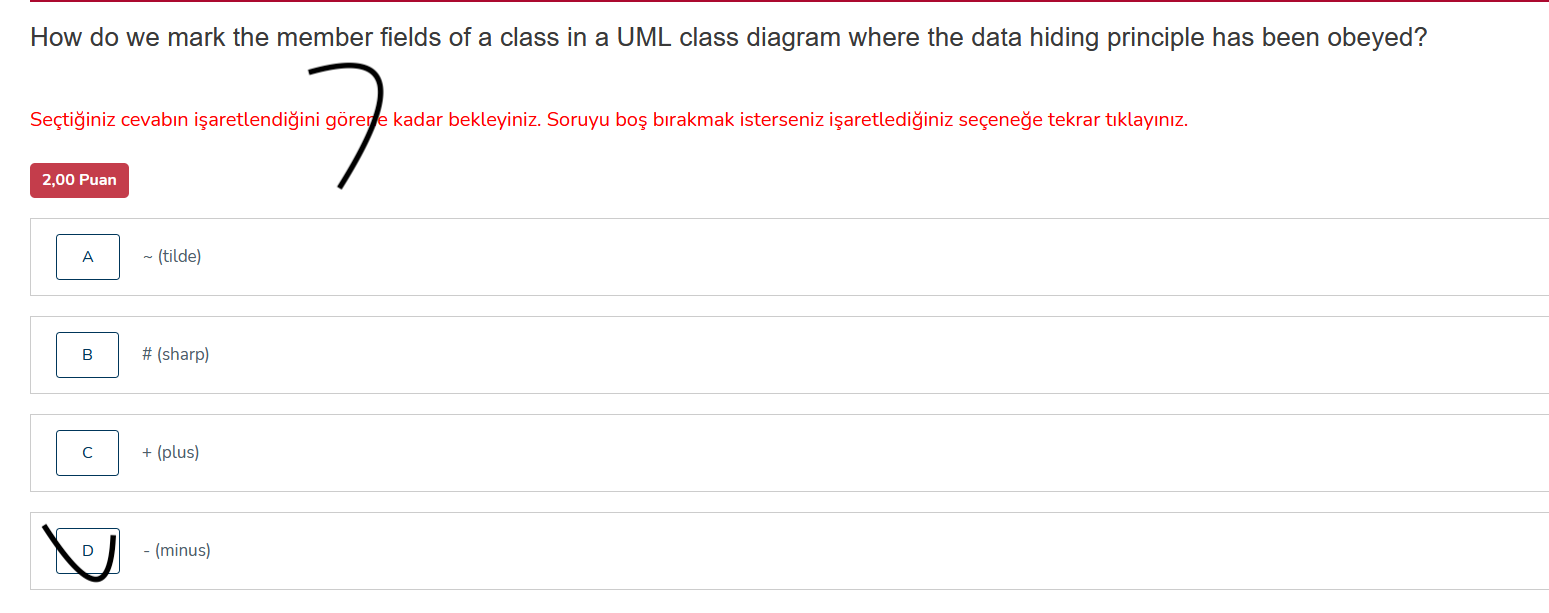 How do we mark the member fields of a class in a UML class diagram where the data hiding principle has been obeyed?
Seçtiğiniz cevabın işaretlendiğini görene kadar bekleyiniz. Soruyu boş bırakmak isterseniz işaretlediğiniz seçeneğe tekrar tıklayınız.
2,00 Puan
A ~ (tilde)
B # (sharp)
C + (plus)
D - (minus)